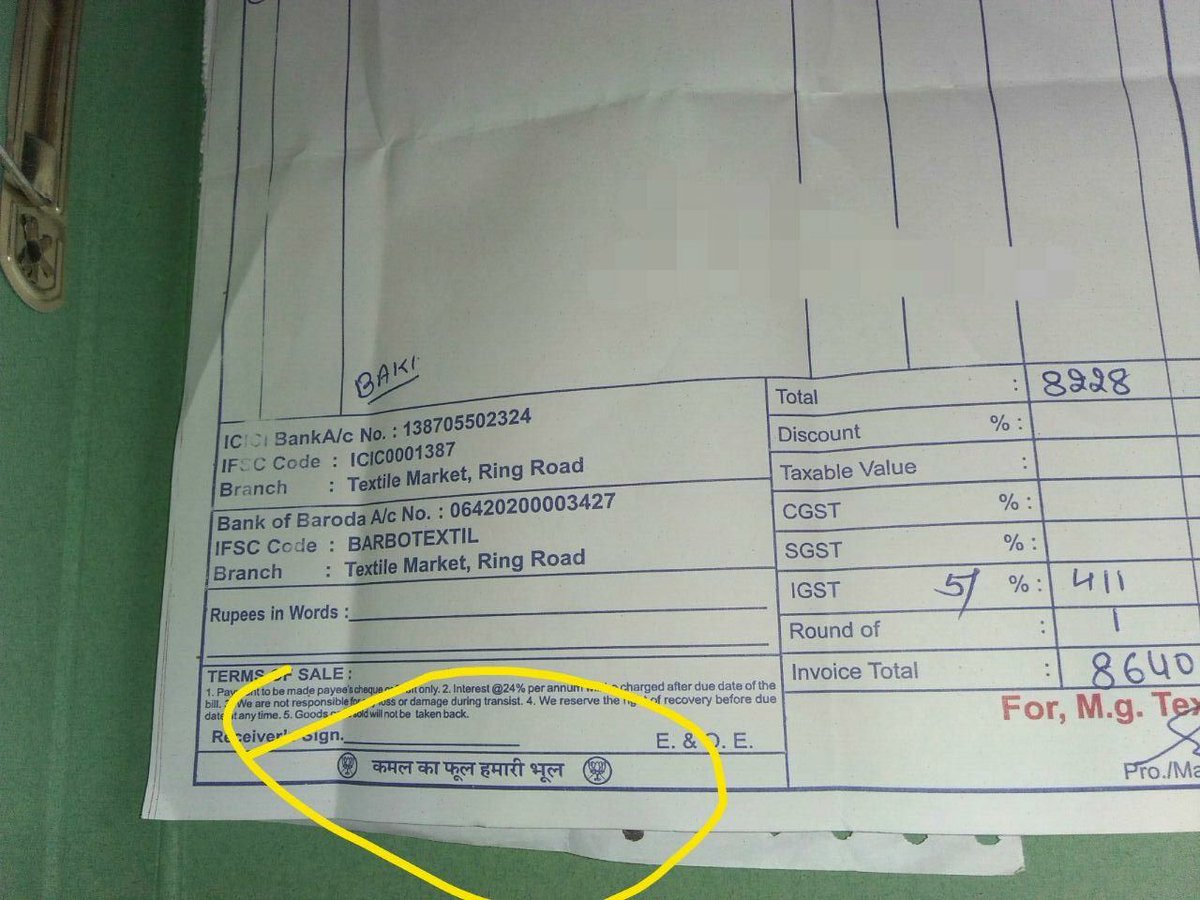 BAKI
ICICI BankA/c No. : 138705502324
IFSC Code : ICIC0001387
Branch : Textile Market, Ring Road
Bank of Baroda A/c No. : 06420200003427
IFSC Code : BARBOTEXTIL
Branch : Textile Market, Ring Road
Rupees in Words :
TERMS OF SALE :
1. Payment to be made payee's cheque or draft only. 2. Interest @24% per annum will be charged after due date of the
bill. 3. We are not responsible for any loss or damage during transist. 4. We reserve the right of recovery before due
date at any time. 5. Goods once sold will not be taken back.
Receiver's Sign.
E. & O. E.
कमल का फूल हमारी भूल
Total : 8228
Discount % :
Taxable Value :
CGST % :
SGST % :
IGST 5/ % : 411
Round of : 1
Invoice Total : 8640
For, M.g. Tex
Pro./Ma